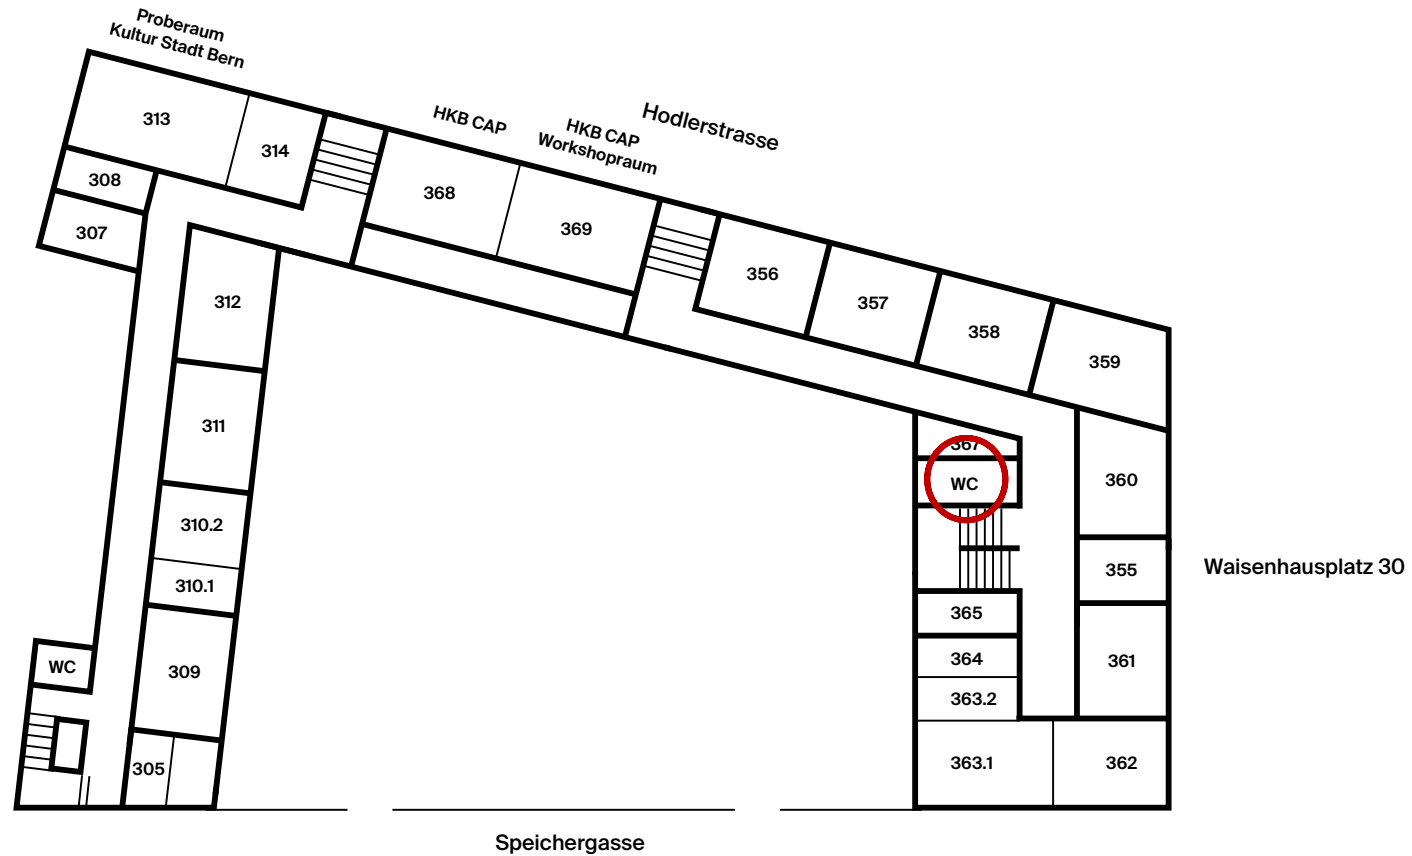 Proberaum
Kultur Stadt Bern
HKB CAP
HKB CAP
Workshopraum
Hodlerstrasse
313
314
308
307
368
369
356
357
358
359
312
311
310.2
310.1
309
305
WC
367
WC
360
355
365
364
363.2
361
363.1
362
Waisenhausplatz 30
Speichergasse